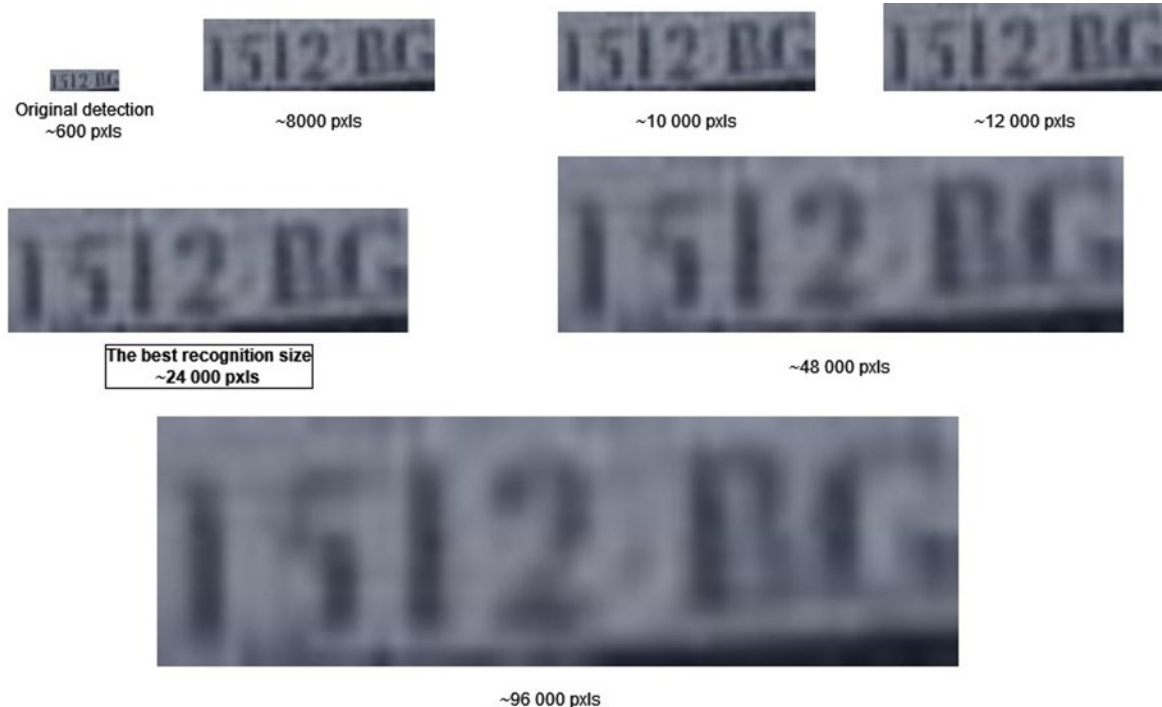 1512 BG
Original detection
~600 pxls
1512 BG
~8000 pxls
1512 BG
~10 000 pxls
1512 BG
~12 000 pxls
1512 BG
The best recognition size
~24 000 pxls
1512 BG
~48 000 pxls
1512 BG
~96 000 pxls